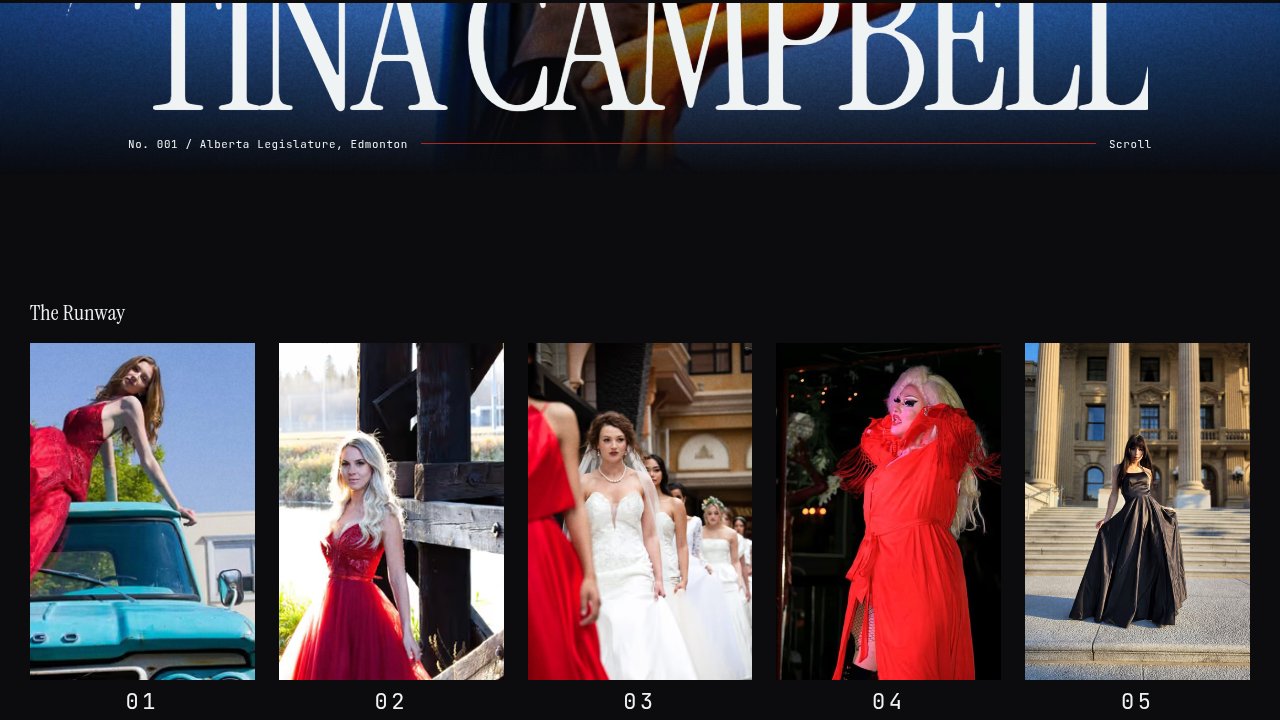 TINA CAMPBELL
No. 001 / Alberta Legislature, Edmonton
Scroll
The Runway
01
02
03
04
05